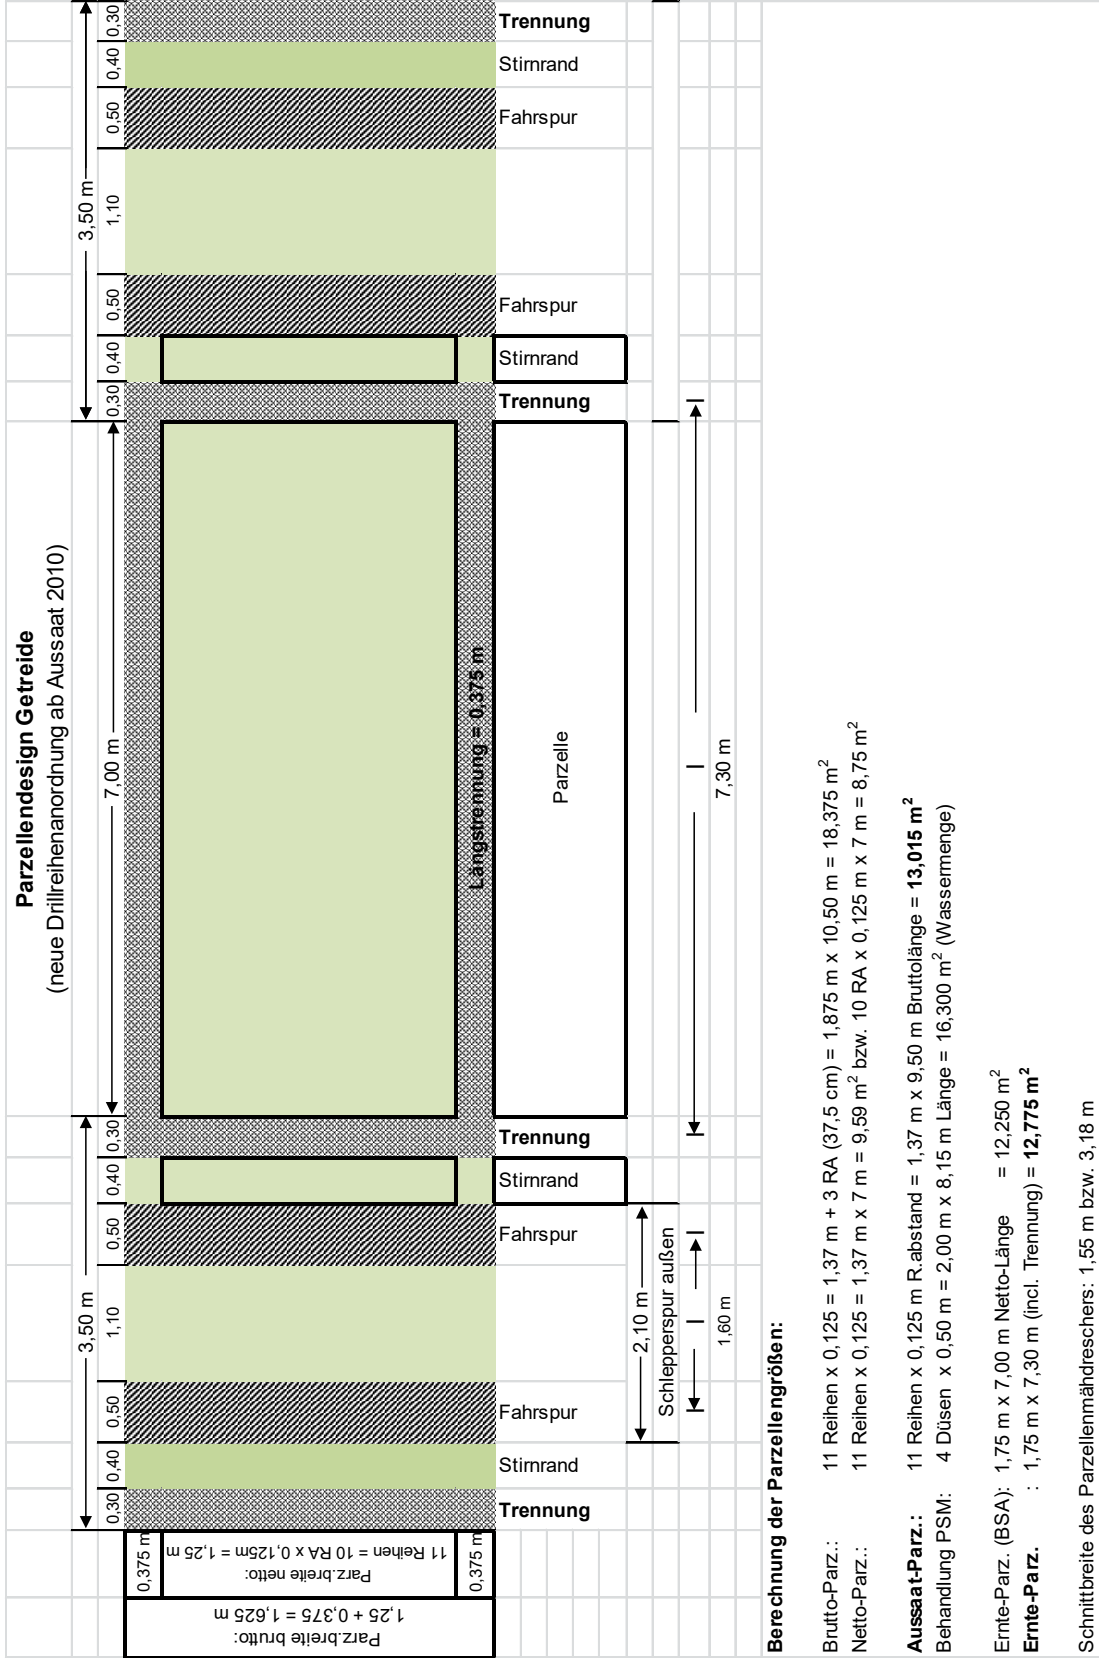 Parzellendesign Getreide
(neue Drillreihenanordnung ab Aussaat 2010)
3,50 m
7,00 m
3,50 m
0,30
0,40
0,50
1,10
0,50
0,40
0,30
0,30
0,40
0,50
1,10
0,50
0,40
0,30
Parz.breite brutto:
1,25 + 0,375 = 1,625 m
0,375 m
Parz.breite netto:
11 Reihen = 10 RA x 0,125m = 1,25 m
0,375 m
Längstrennung = 0,375 m
Trennung
Stirnrand
Fahrspur
Fahrspur
Stirnrand
Trennung
Parzelle
Trennung
Stirnrand
Fahrspur
Fahrspur
Stirnrand
Trennung
2,10 m
Schlepperspur außen
1,60 m
7,30 m
Berechnung der Parzellengrößen:
Brutto-Parz.: 11 Reihen x 0,125 = 1,37 m + 3 RA (37,5 cm) = 1,875 m x 10,50 m = 18,375 m²
Netto-Parz.: 11 Reihen x 0,125 = 1,37 m x 7 m = 9,59 m² bzw. 10 RA x 0,125 m x 7 m = 8,75 m²
Aussaat-Parz.: 11 Reihen x 0,125 m R.abstand = 1,37 m x 9,50 m Bruttolänge = 13,015 m²
Behandlung PSM: 4 Düsen x 0,50 m = 2,00 m x 8,15 m Länge = 16,300 m² (Wassermenge)
Ernte-Parz. (BSA): 1,75 m x 7,00 m Netto-Länge = 12,250 m²
Ernte-Parz. : 1,75 m x 7,30 m (incl. Trennung) = 12,775 m²
Schnittbreite des Parzellenmähdreschers: 1,55 m bzw. 3,18 m